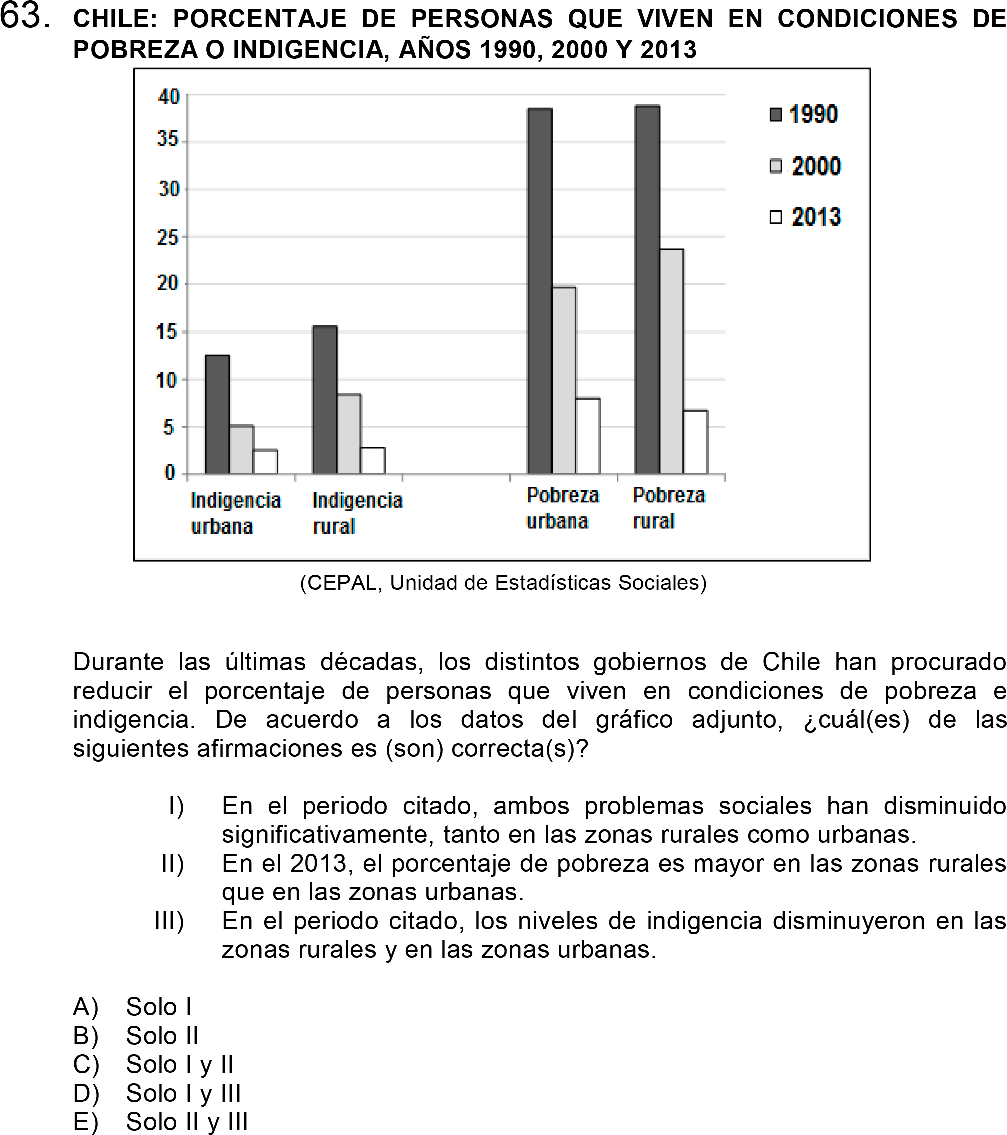 63. CHILE: PORCENTAJE DE PERSONAS QUE VIVEN EN CONDICIONES DE
POBREZA O INDIGENCIA, AÑOS 1990, 2000 Y 2013
40
35
30
25
20
15
10
5
0
1990
2000
2013
Indigencia urbana
Indigencia rural
Pobreza urbana
Pobreza rural
(CEPAL, Unidad de Estadísticas Sociales)
Durante las últimas décadas, los distintos gobiernos de Chile han procurado
reducir el porcentaje de personas que viven en condiciones de pobreza e
indigencia. De acuerdo a los datos del gráfico adjunto, ¿cuál(es) de las
siguientes afirmaciones es (son) correcta(s)?
I) En el periodo citado, ambos problemas sociales han disminuido
significativamente, tanto en las zonas rurales como urbanas.
II) En el 2013, el porcentaje de pobreza es mayor en las zonas rurales
que en las zonas urbanas.
III) En el periodo citado, los niveles de indigencia disminuyeron en las
zonas rurales y en las zonas urbanas.
A) Solo I
B) Solo II
C) Solo I y II
D) Solo I y III
E) Solo II y III